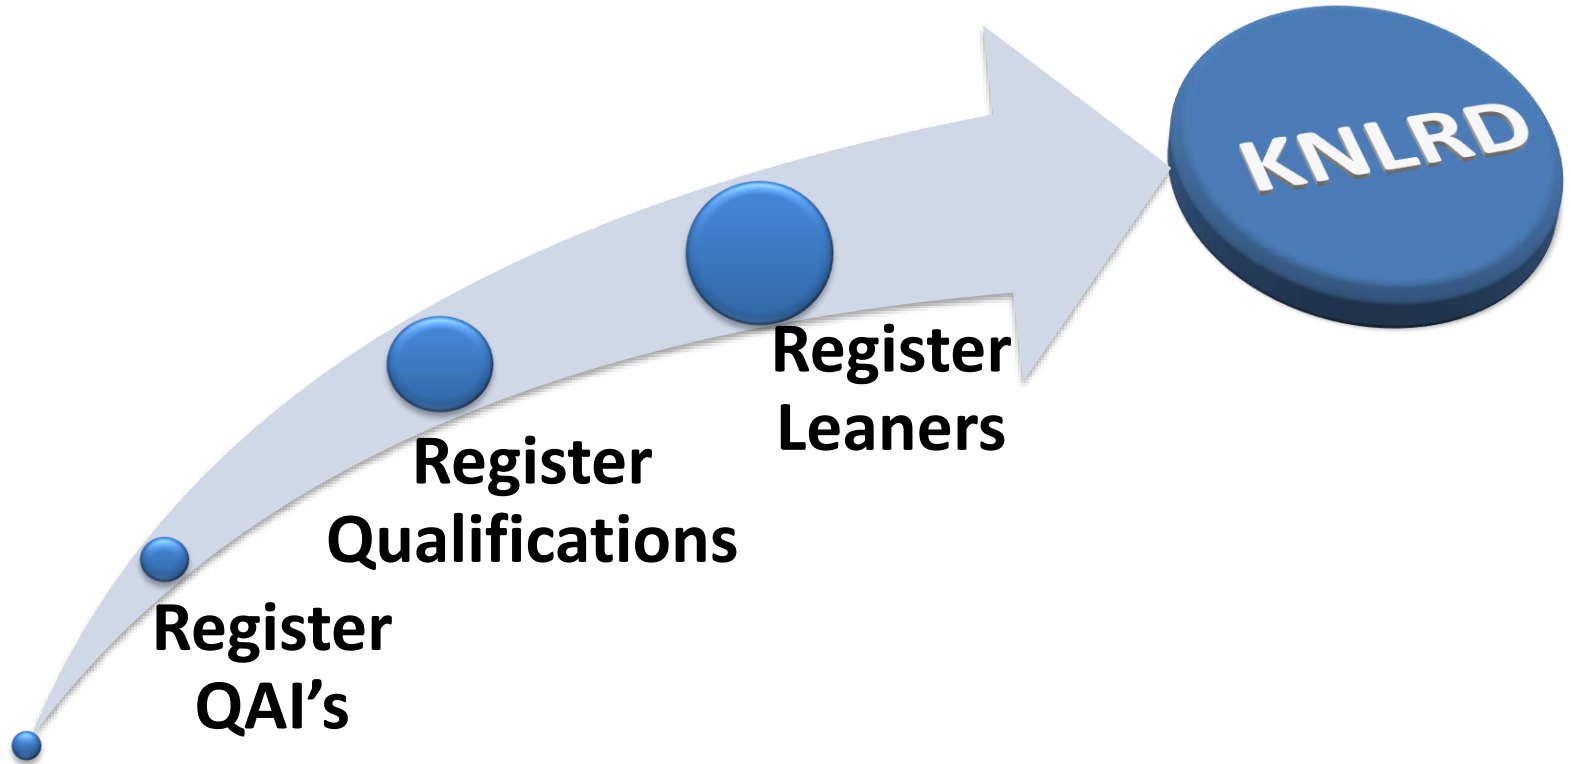 KNLRD
Register
Leaners
Register
Qualifications
Register
QAI’s